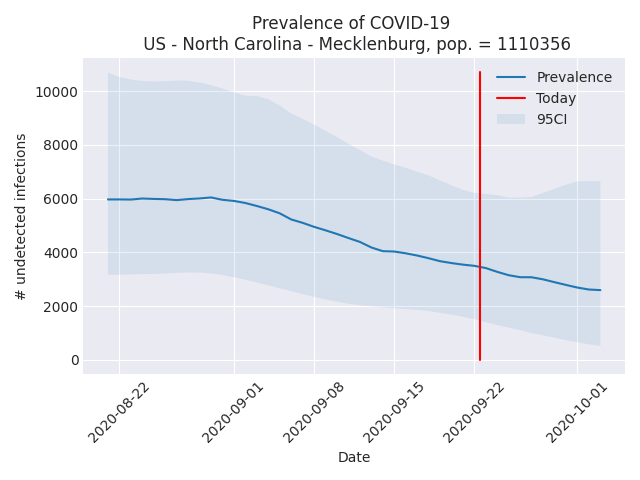 Prevalence of COVID-19
US - North Carolina - Mecklenburg, pop. = 1110356
Prevalence
Today
95CI
# undetected infections
10000
8000
6000
4000
2000
0
2020-08-22
2020-09-01
2020-09-08
2020-09-15
2020-09-22
2020-10-01
Date